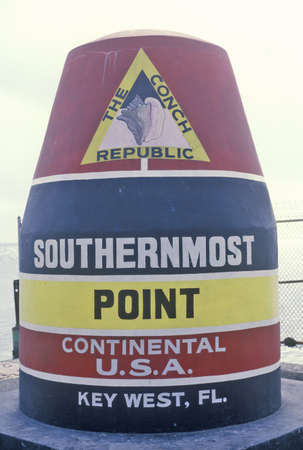 THE CONCH
REPUBLIC
SOUTHERNMOST
POINT
CONTINENTAL
U.S.A.
KEY WEST, FL.